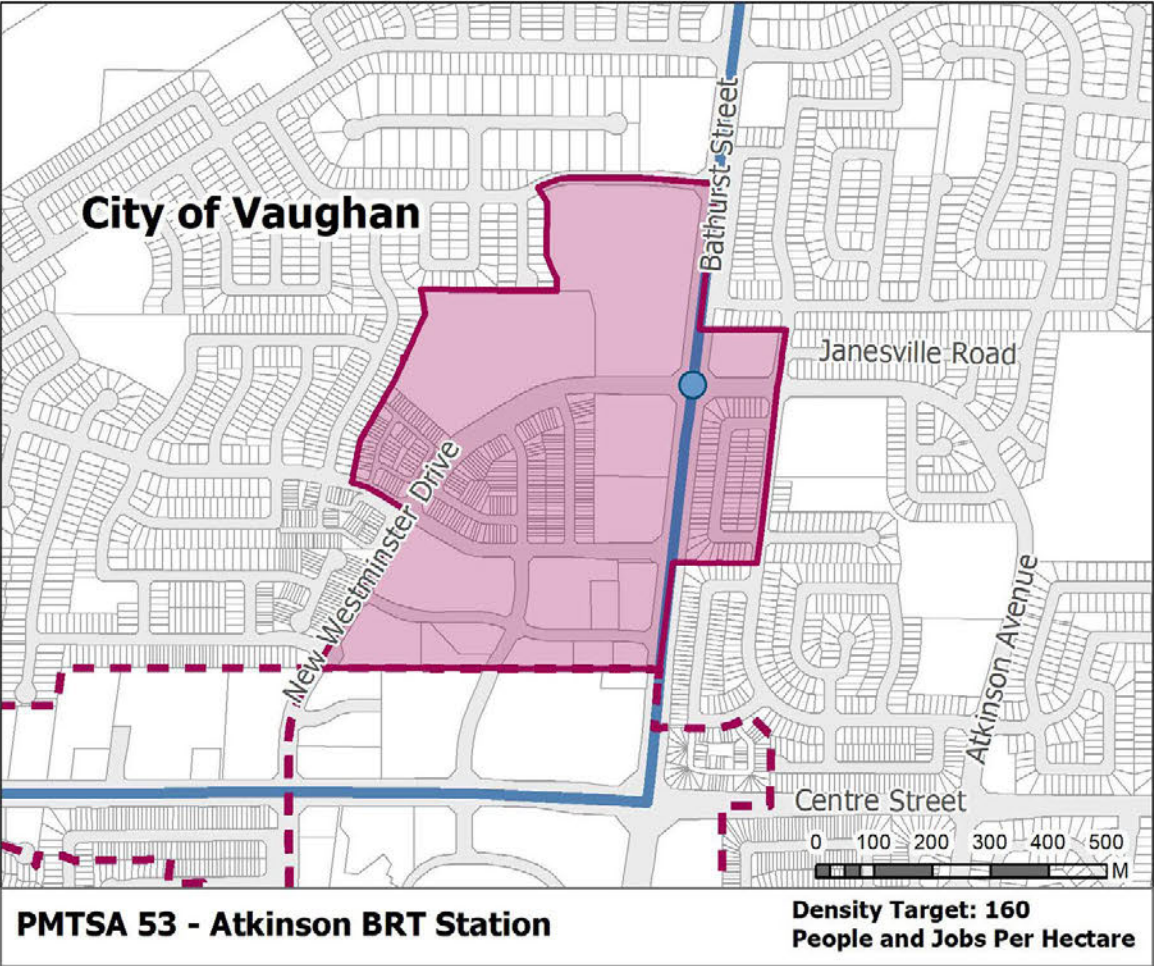 Bathurst Street
City of Vaughan
Janesville Road
New Westminster Drive
Atkinson Avenue
Centre Street
0 100 200 300 400 500
M
PMTSA 53 - Atkinson BRT Station
Density Target: 160
People and Jobs Per Hectare